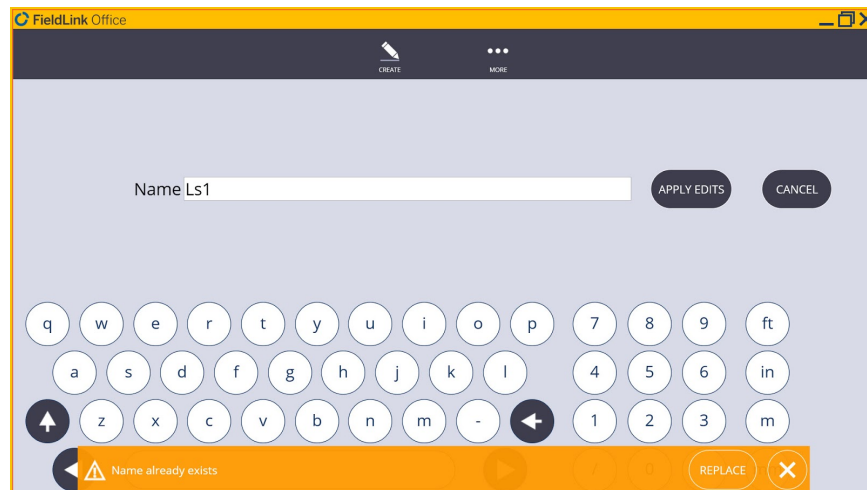 FieldLink Office
CREATE MORE
Name Ls1 APPLY EDITS CANCEL
q w e r t y u i o p 7 8 9 ft
a s d f g h j k l 4 5 6 in
z x c v b n m - 1 2 3 m
Name already exists / 0 REPLACE